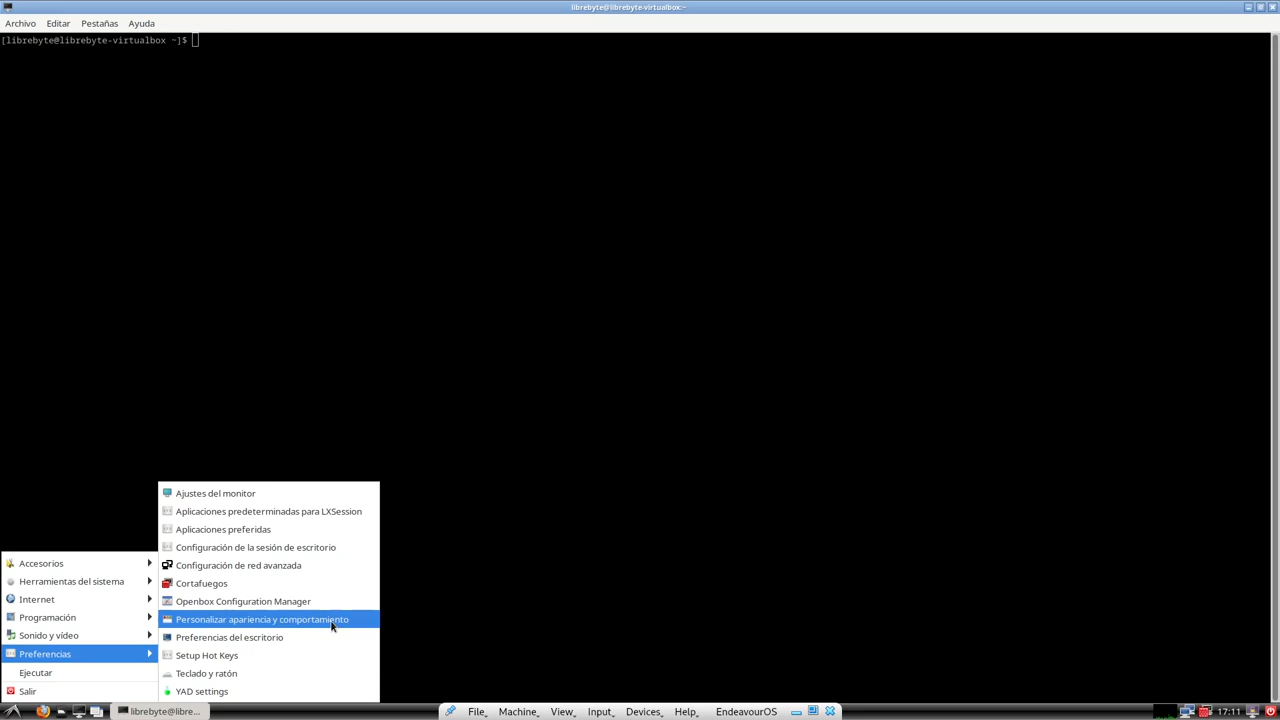 librebyte@librebyte-virtualbox:~
Archivo Editar Pestañas Ayuda
[librebyte@librebyte-virtualbox ~]$
Ajustes del monitor
Aplicaciones predeterminadas para LXSession
Aplicaciones preferidas
Configuración de la sesión de escritorio
Configuración de red avanzada
Cortafuegos
Openbox Configuration Manager
Personalizar apariencia y comportamiento
Preferencias del escritorio
Setup Hot Keys
Teclado y ratón
YAD settings
Accesorios
Herramientas del sistema
Internet
Programación
Sonido y vídeo
Preferencias
Ejecutar
Salir
librebyte@libre...
File Machine View Input Devices Help EndeavourOS
17:11